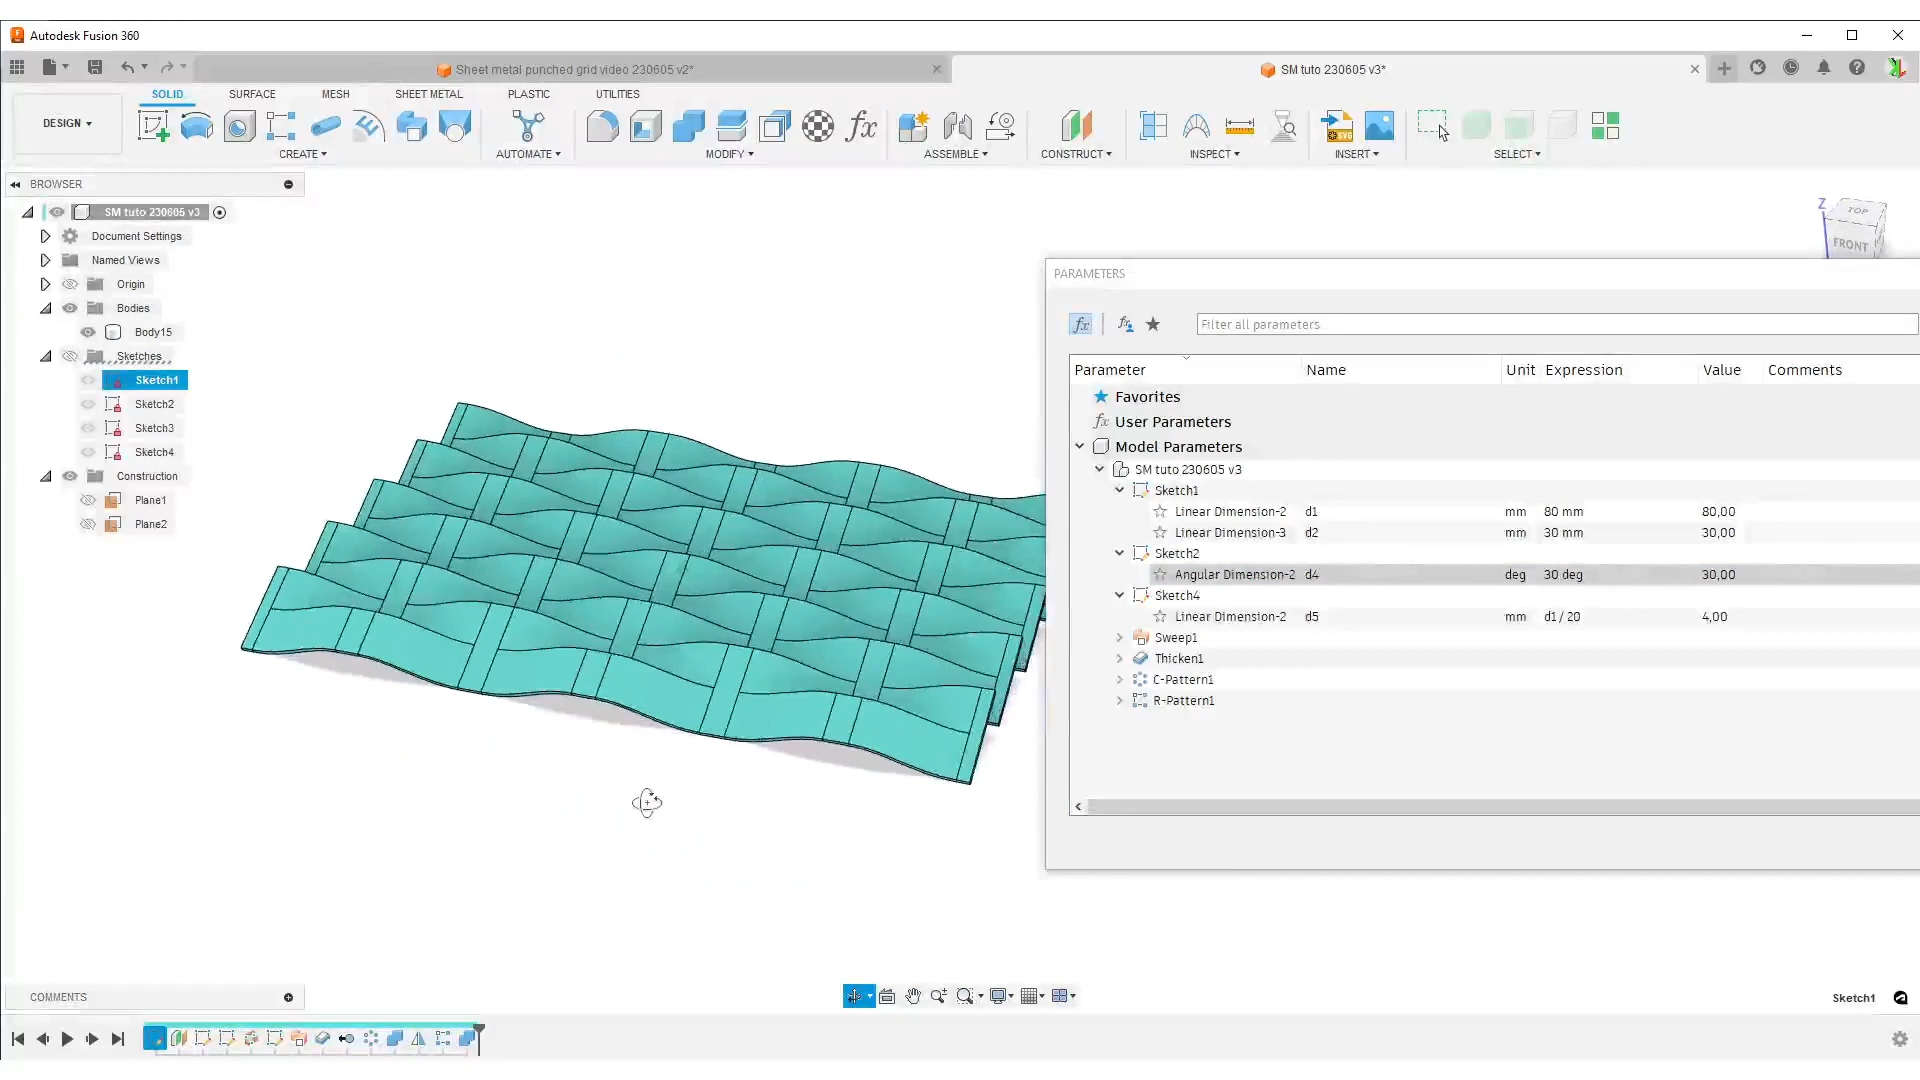 Autodesk Fusion 360
Sheet metal punched grid video 230605 v2*
SM tuto 230605 v3*
SOLID SURFACE MESH SHEET METAL PLASTIC UTILITIES
DESIGN
CREATE AUTOMATE MODIFY ASSEMBLE CONSTRUCT INSPECT INSERT SELECT
BROWSER
SM tuto 230605 v3
Document Settings
Named Views
Origin
Bodies
Body15
Sketches
Sketch1
Sketch2
Sketch3
Sketch4
Construction
Plane1
Plane2
Z
TOP
FRONT
PARAMETERS
Filter all parameters
Parameter Name Unit Expression Value Comments
Favorites
User Parameters
Model Parameters
SM tuto 230605 v3
Sketch1
Linear Dimension-2 d1 mm 80 mm 80,00
Linear Dimension-3 d2 mm 30 mm 30,00
Sketch2
Angular Dimension-2 d4 deg 30 deg 30,00
Sketch4
Linear Dimension-2 d5 mm d1 / 20 4,00
Sweep1
Thicken1
C-Pattern1
R-Pattern1
COMMENTS
Sketch1